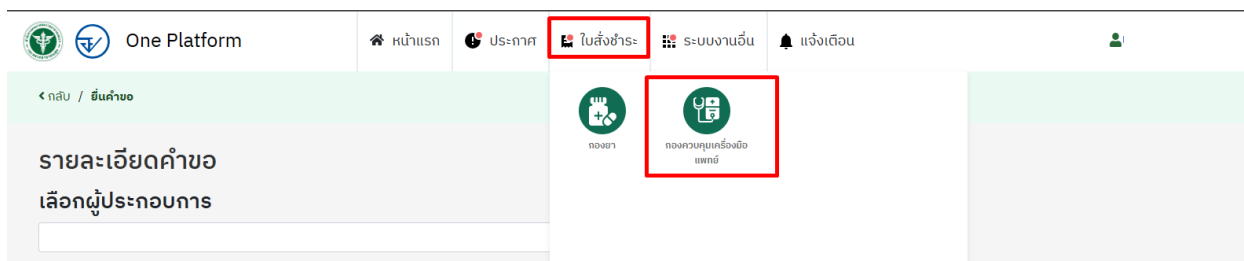 One Platform
หน้าแรก
ประกาศ
ใบสั่งชำระ
ระบบงานอื่น
แจ้งเตือน
กลับ / ยื่นคำขอ
กองยา
กองควบคุมเครื่องมือ
แพทย์
รายละเอียดคำขอ
เลือกผู้ประกอบการ